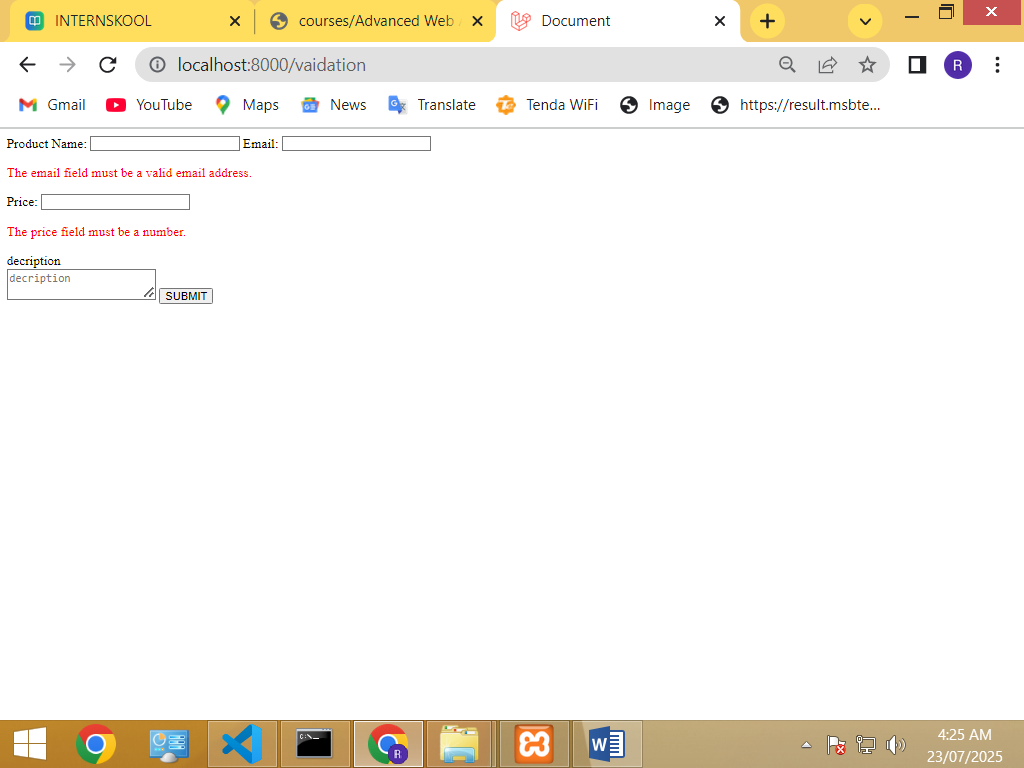 INTERNSKOOL
courses/Advanced Web
Document
localhost:8000/vaidation
R
Gmail
YouTube
Maps
News
Translate
Tenda WiFi
Image
https://result.msbte...
Product Name:
Email:
The email field must be a valid email address.
Price:
The price field must be a number.
decription
decription
SUBMIT
4:25 AM
23/07/2025